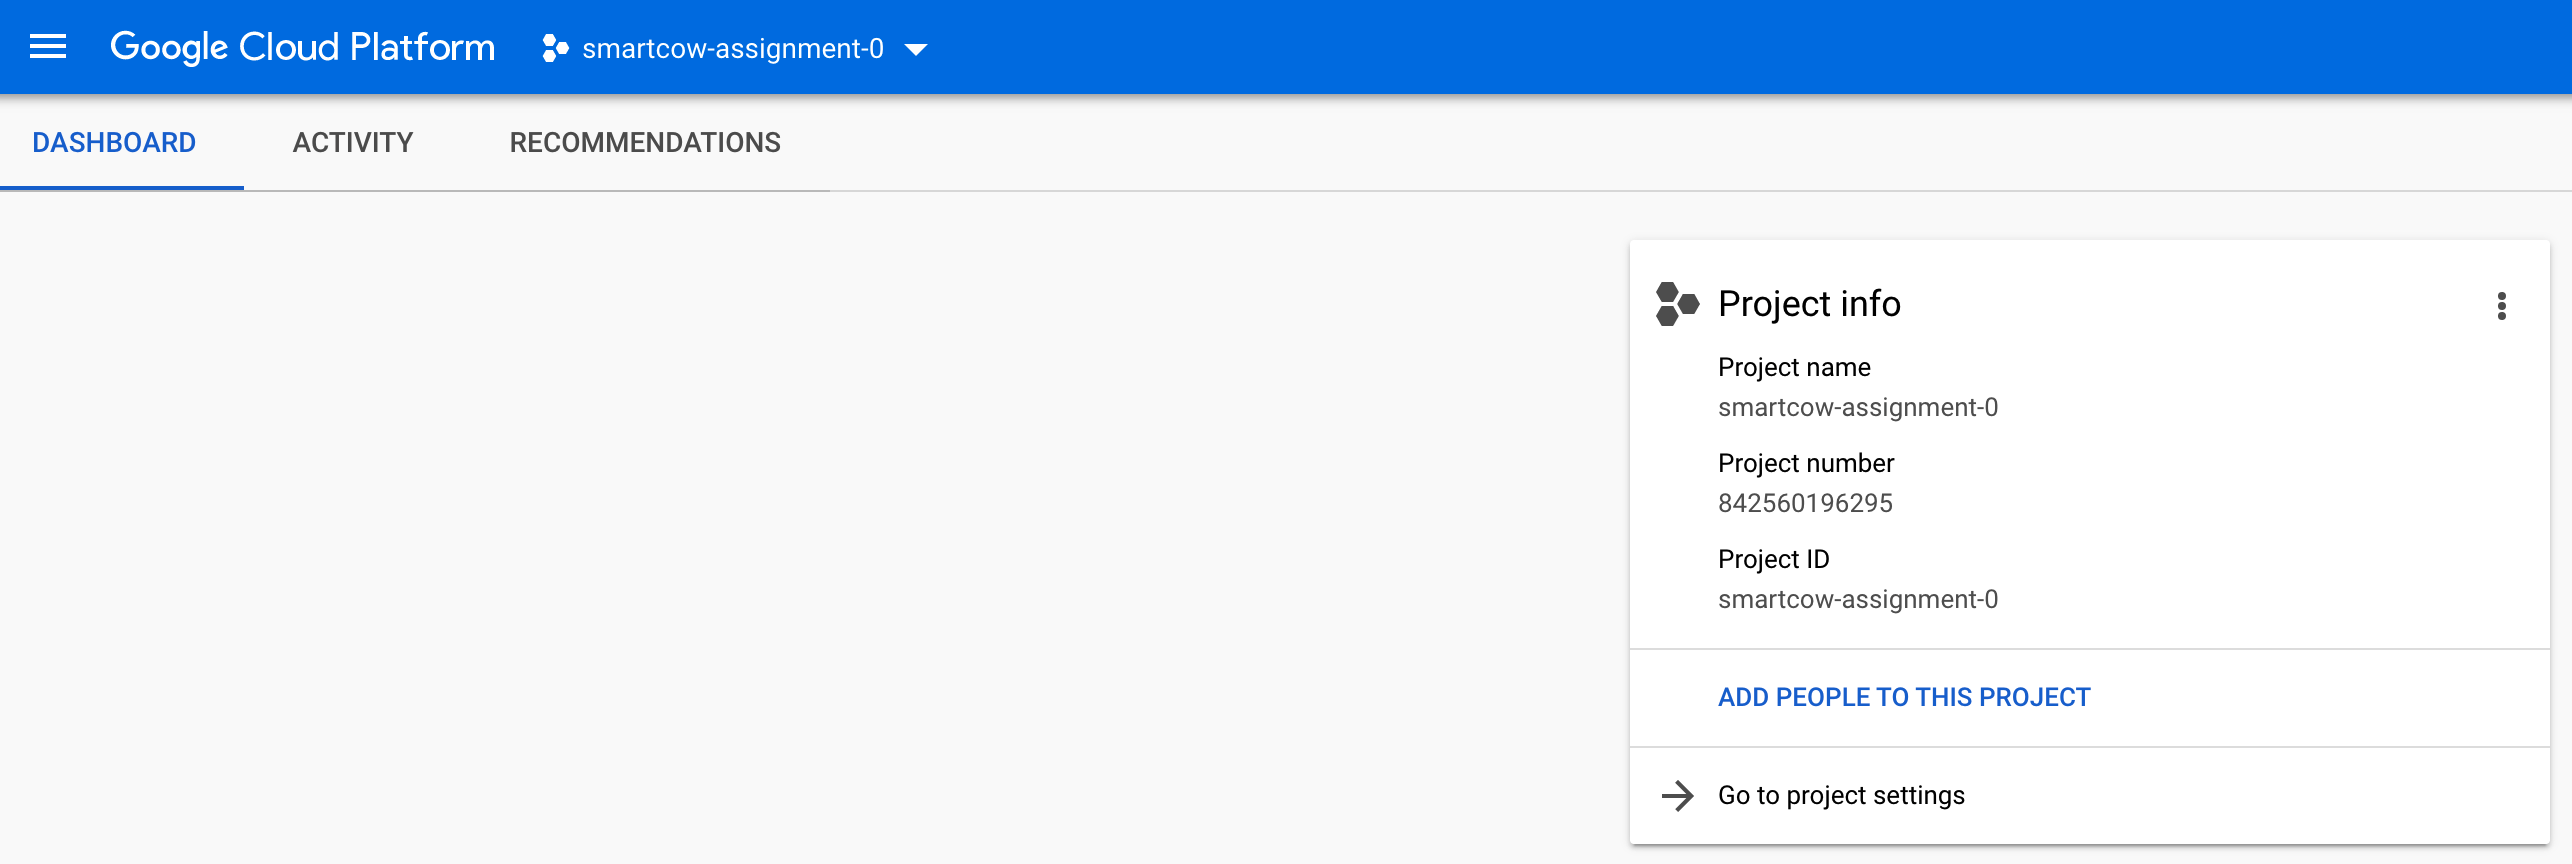 Google Cloud Platform smartcow-assignment-0
DASHBOARD ACTIVITY RECOMMENDATIONS
Project info
Project name
smartcow-assignment-0
Project number
842560196295
Project ID
smartcow-assignment-0
ADD PEOPLE TO THIS PROJECT
Go to project settings